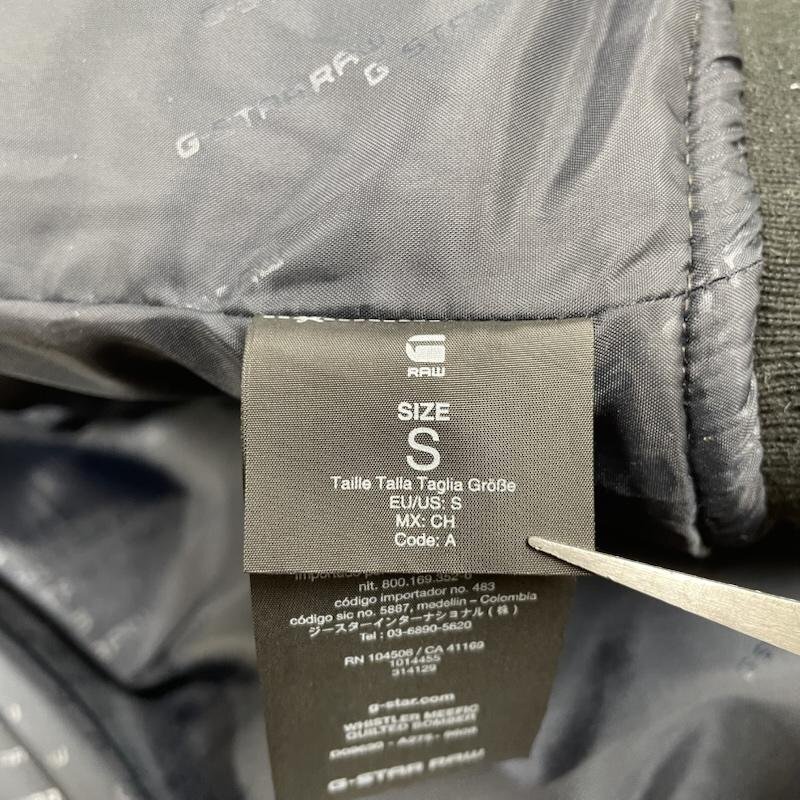 G-STAR RAW
G STAR
RAW
SIZE
S
Taille Talla Taglia Größe
EU/US: S
MX: CH
Code: A
nit. 800.169.352-6
código importador no. 483
código sic no. 5887, medellin – Colombia
ジースターインターナショナル(株)
Tel : 03-6890-5620
RN 104506 / CA 41169
1014455
314129
g-star.com
WHISTLER MEEFIC
QUILTED BOMBER
G-STAR RAW